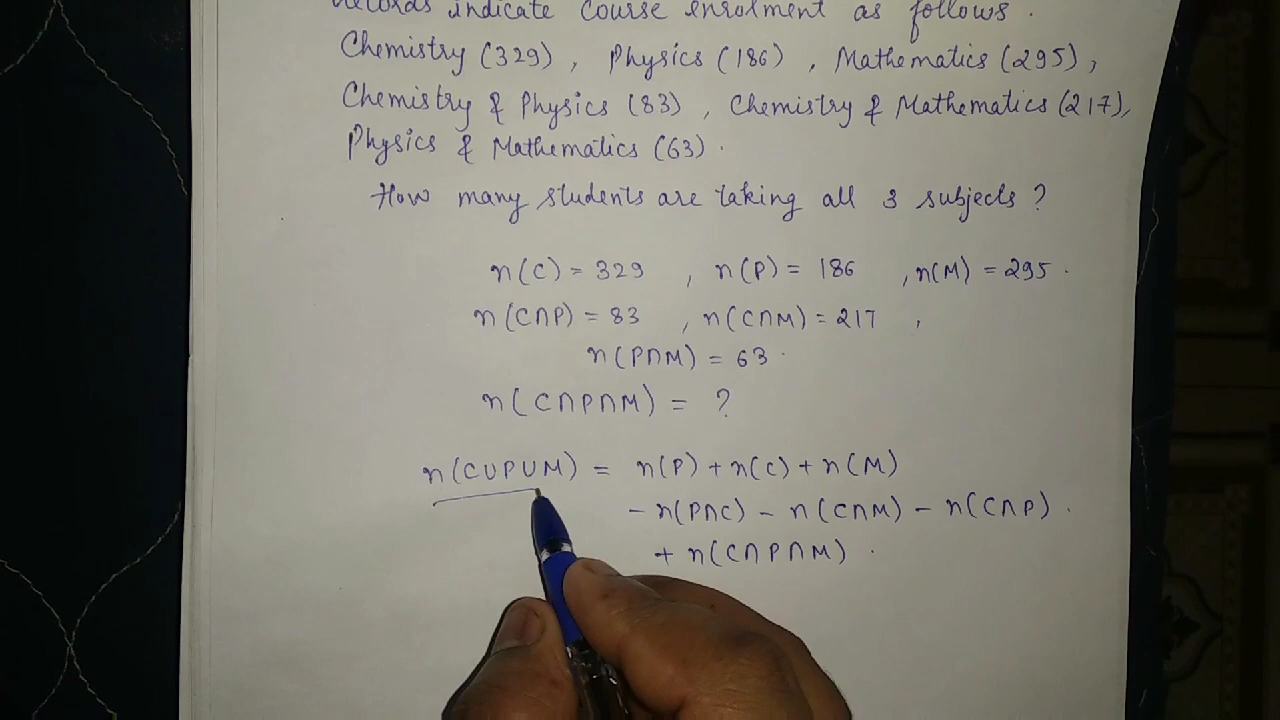 records indicate course enrolment as follows.
Chemistry (329), Physics (186), Mathematics (295),
Chemistry & Physics (83), Chemistry & Mathematics (217),
Physics & Mathematics (63).
How many students are taking all 3 subjects?
n(C) = 329, n(P) = 186, n(M) = 295.
n(C∩P) = 83, n(C∩M) = 217,
n(P∩M) = 63.
n(C∩P∩M) = ?
n(C∪P∪M) = n(P) + n(C) + n(M)
- n(P∩C) - n(C∩M) - n(C∩P).
+ n(C∩P∩M).